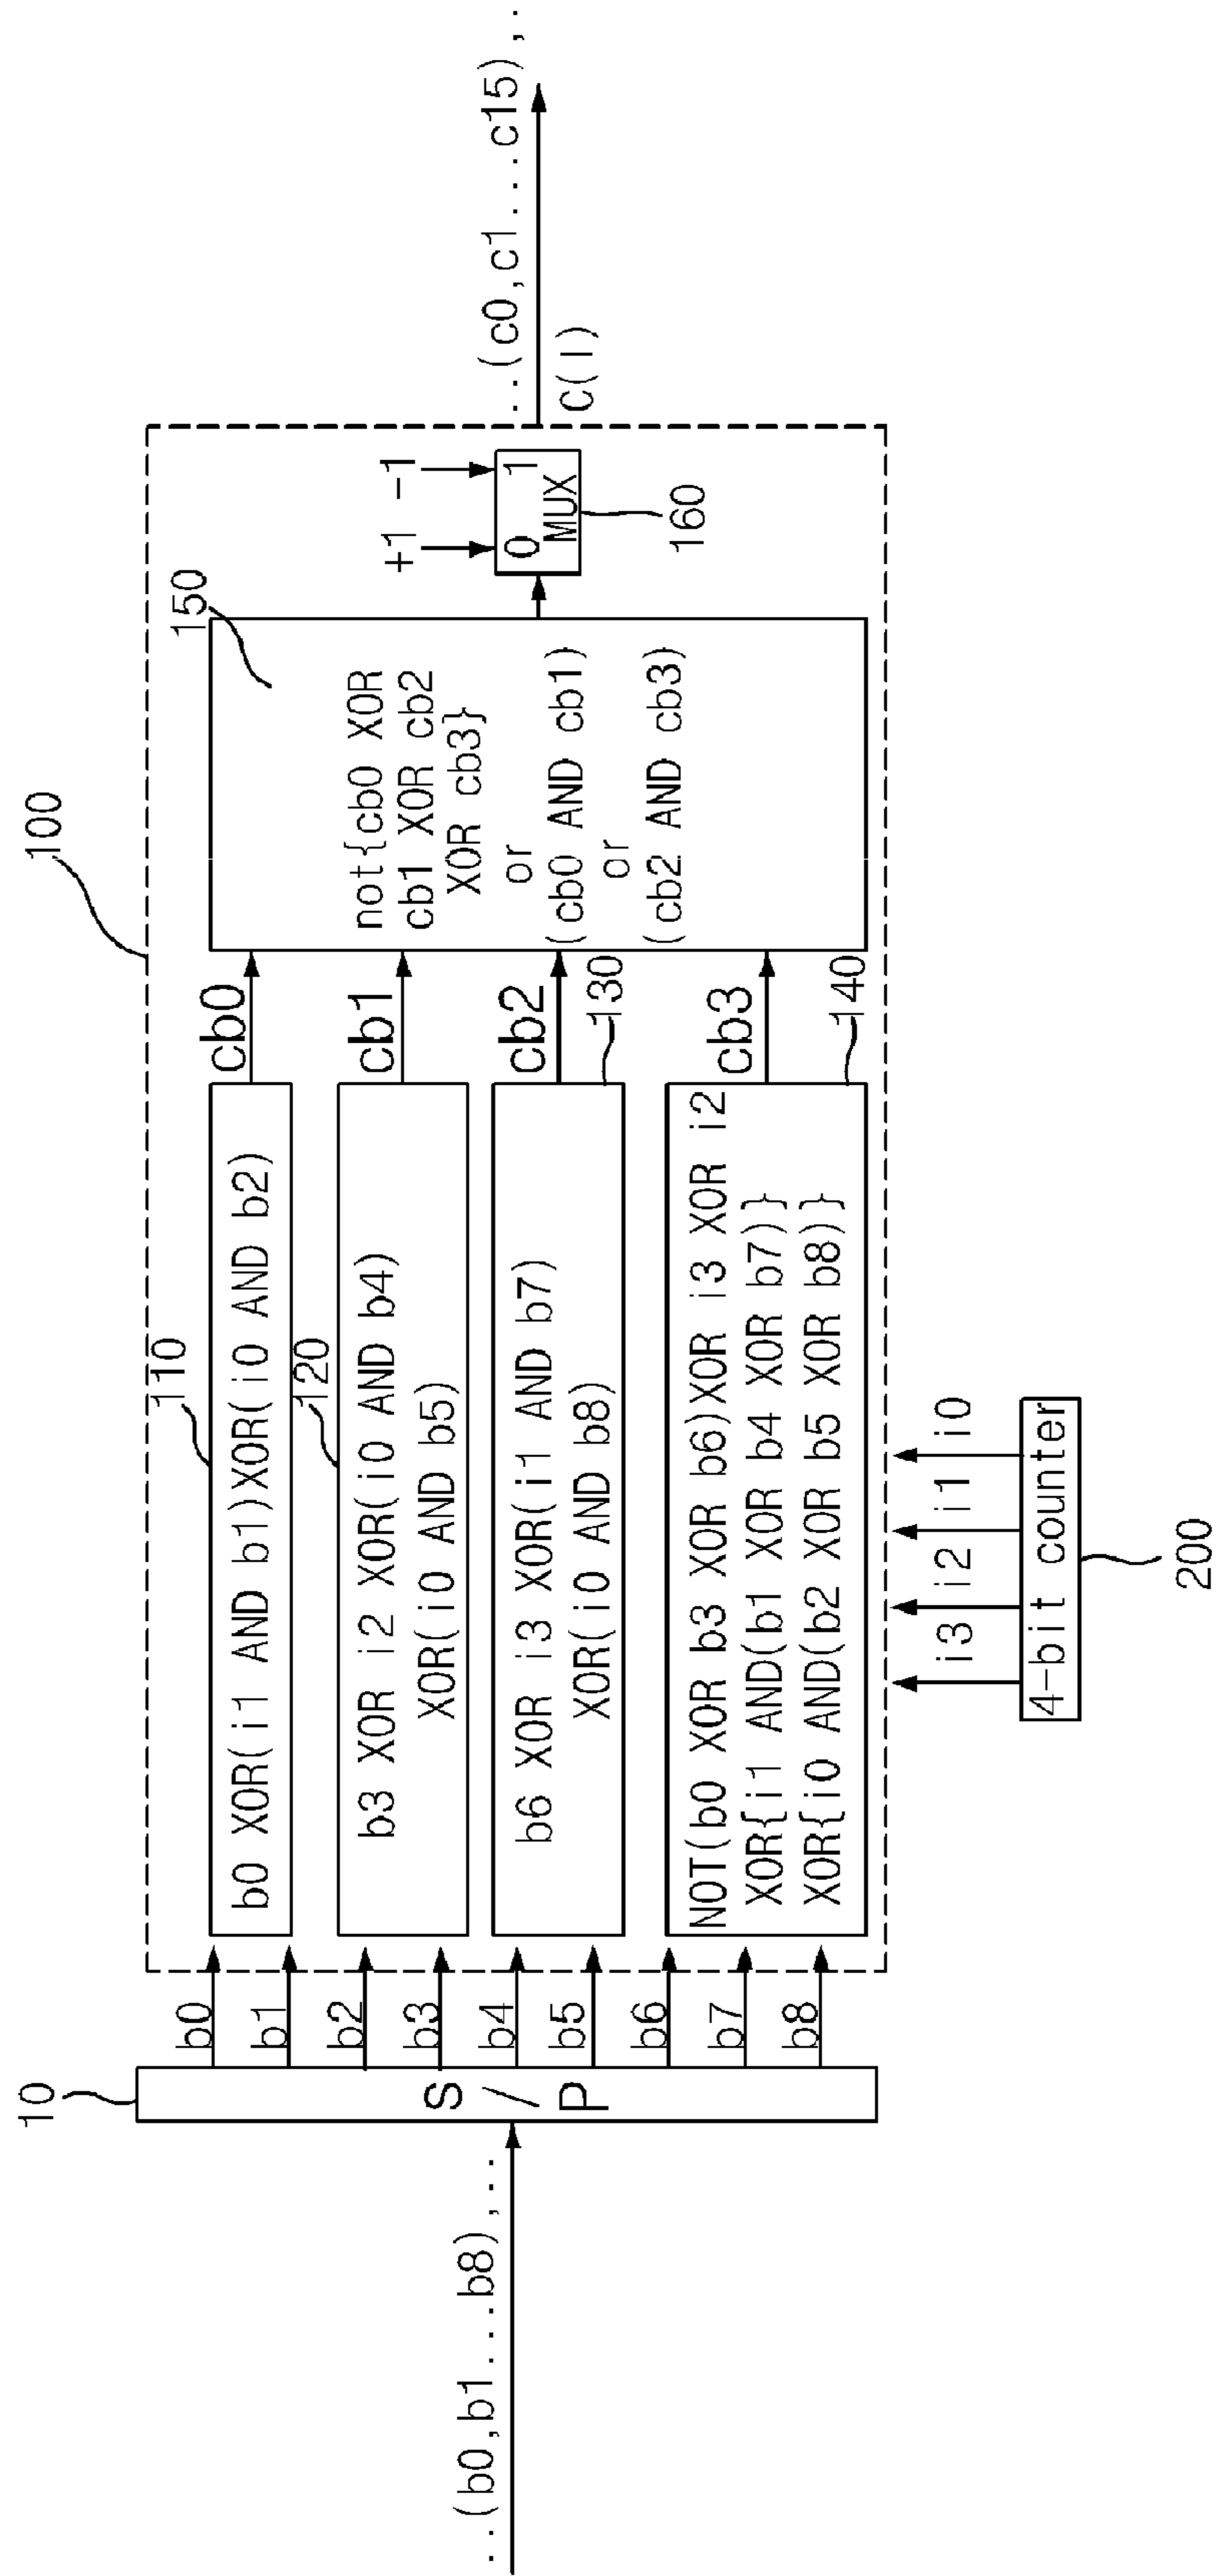 ..(b0,b1....b8),..
10
S / P
b0
b1
b2
b3
b4
b5
b6
b7
b8
100
110
b0 XOR(i1 AND b1)XOR(i0 AND b2)
120
b3 XOR i2 XOR(i0 AND b4)
XOR(i0 AND b5)
b6 XOR i3 XOR(i1 AND b7)
XOR(i0 AND b8)
130
NOT(b0 XOR b3 XOR b6)XOR i3 XOR i2
XOR{i1 AND(b1 XOR b4 XOR b7)}
XOR{i0 AND(b2 XOR b5 XOR b8)}
140
cb0
cb1
cb2
cb3
150
not{cb0 XOR
cb1 XOR cb2
XOR cb3}
or
(cb0 AND cb1)
or
(cb2 AND cb3)
+1 -1
0 1
MUX
160
..(c0,c1...c15),.
C(l)
i3 i2 i1 i0
4-bit counter
200